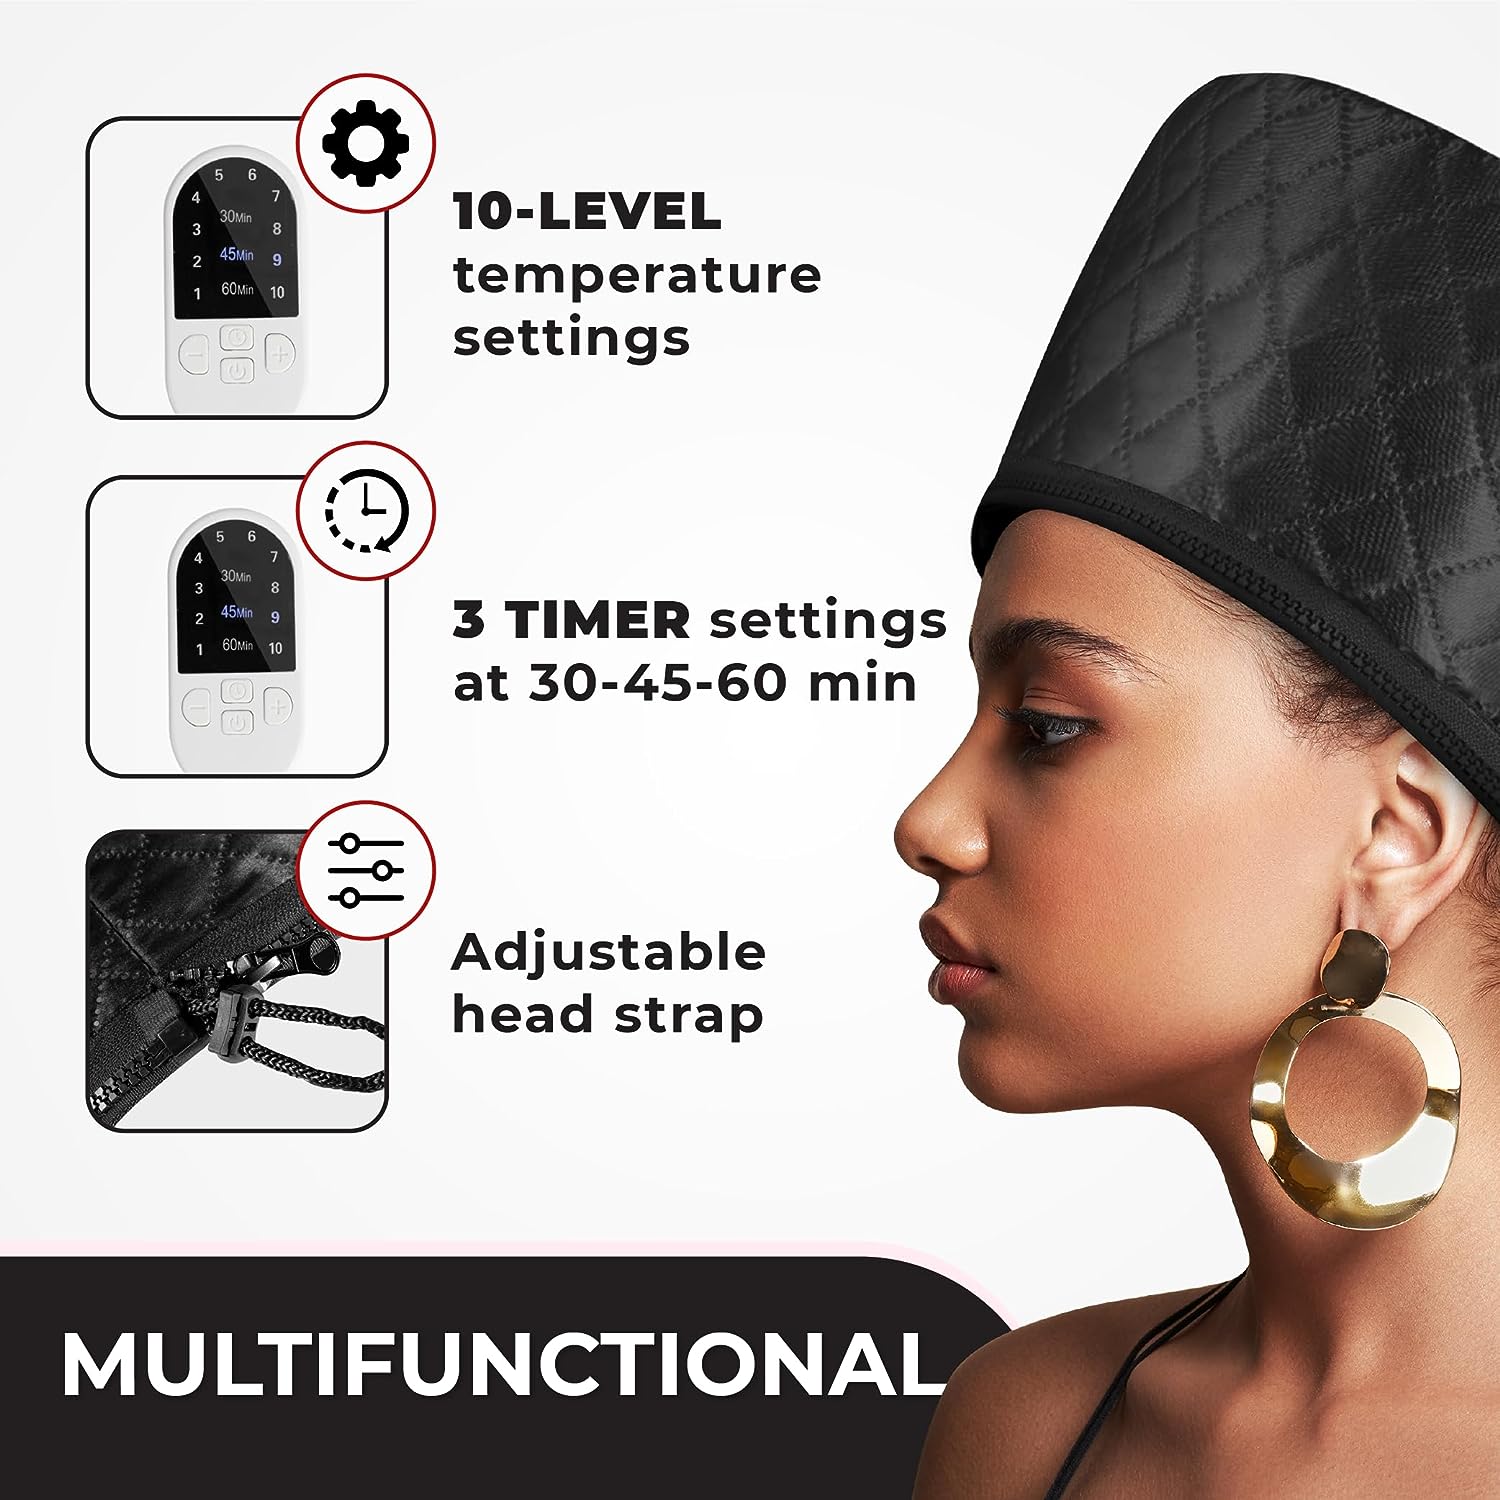 5 6
4 7
30Min
3 8
45Min
2 9
60Min
1 10
10-LEVEL
temperature
settings
5 6
4 7
30Min
3 8
45Min
2 9
60Min
1 10
3 TIMER settings
at 30-45-60 min
Adjustable
head strap
MULTIFUNCTIONAL